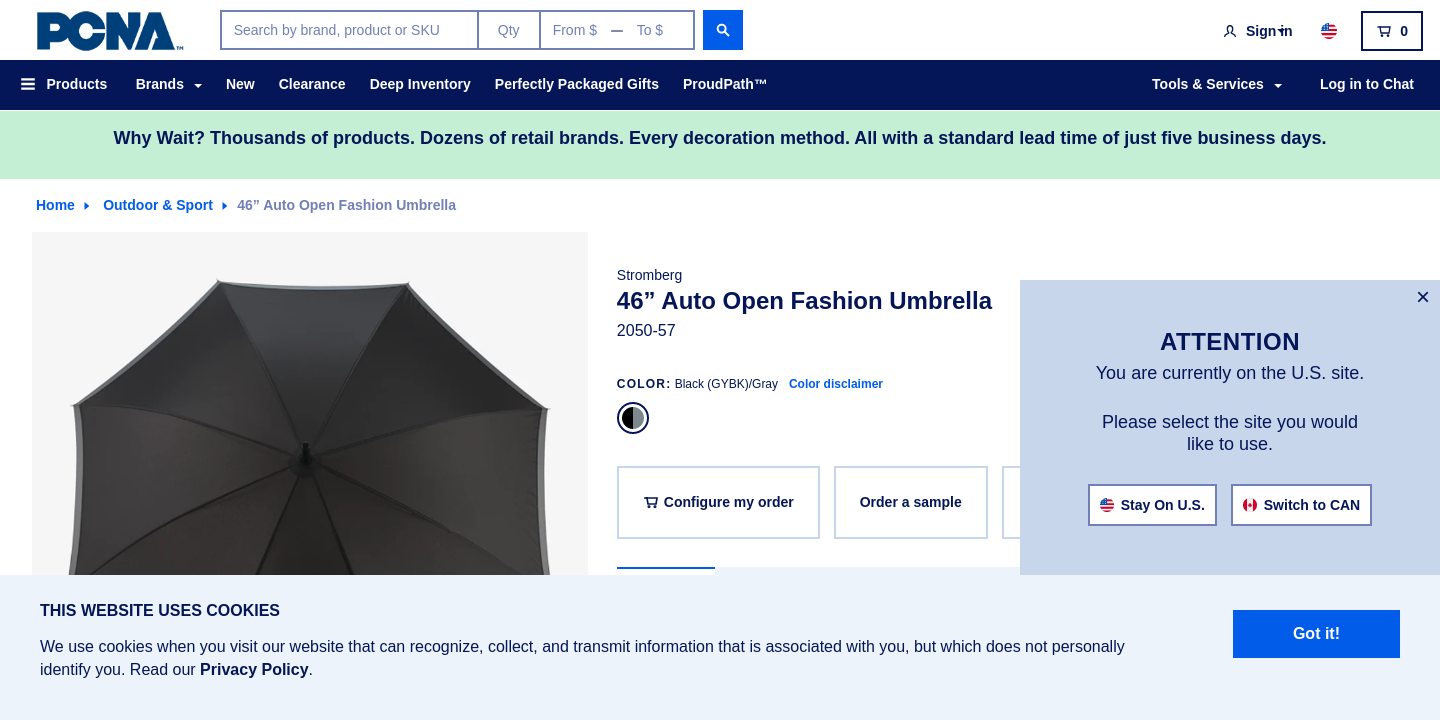 PCNA™
Search by brand, product or SKU
Qty
From $ — To $
Sign in
0
Products
Brands
New
Clearance
Deep Inventory
Perfectly Packaged Gifts
ProudPath™
Tools & Services
Log in to Chat
Why Wait? Thousands of products. Dozens of retail brands. Every decoration method. All with a standard lead time of just five business days.
Home
Outdoor & Sport
46” Auto Open Fashion Umbrella
Stromberg
46” Auto Open Fashion Umbrella
2050-57
COLOR: Black (GYBK)/Gray
Color disclaimer
Configure my order
Order a sample
×
ATTENTION
You are currently on the U.S. site.
Please select the site you would
like to use.
Stay On U.S.
Switch to CAN
THIS WEBSITE USES COOKIES
We use cookies when you visit our website that can recognize, collect, and transmit information that is associated with you, but which does not personally
identify you. Read our Privacy Policy.
Got it!